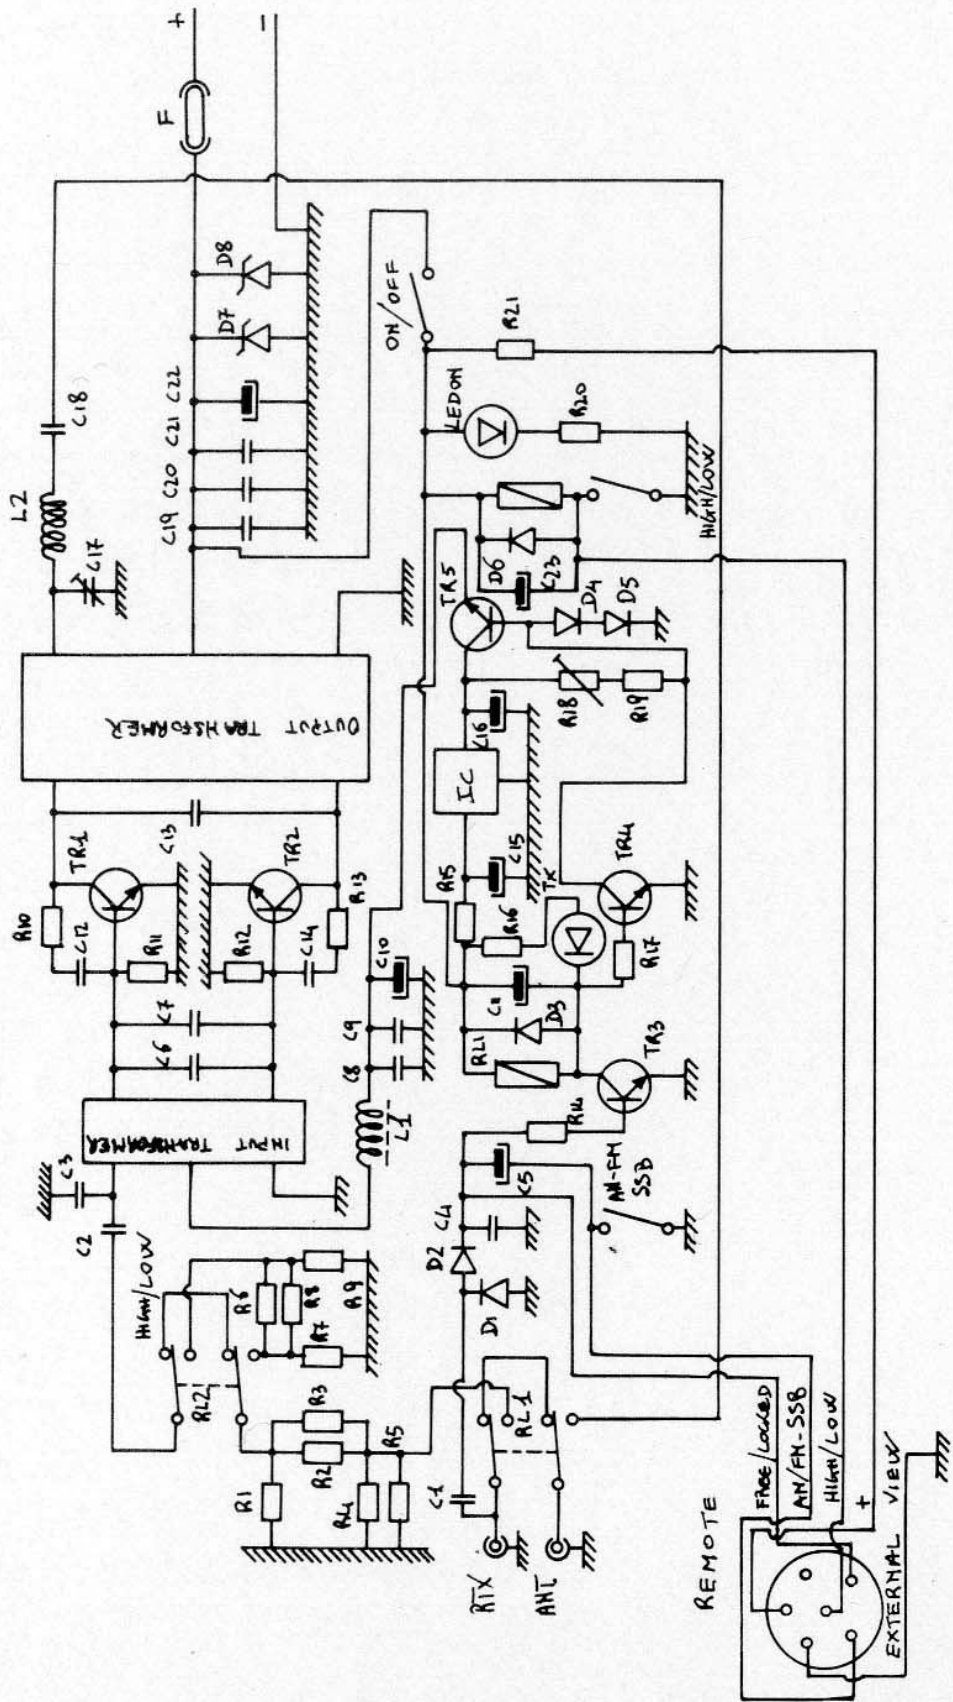 +
−
F
L2
C18
C17
C19
C20
C21
C22
D7
D8
OUTPUT TRANSFORMER
ON/OFF
R10
C12
TR1
C13
R11
R12
TR2
C14
R13
C7
C6
INPUT TRANSFORMER
C3
C2
C10
C9
C8
L1
HIGH/LOW
RL2
R6
R8
R9
R7
R3
R2
R1
R4
R5
LEDON
R21
R20
HIGH/LOW
D6
C23
TR5
D4
D5
R18
R19
C16
IC
C15
R15
R16
TX
TR4
R17
C11
D3
RL1
TR3
R14
C5
AM-FM
SSB
C4
D2
D1
RL1
C1
RTX
ANT
REMOTE
FREE/LOCKED
AM/FM-SSB
HIGH/LOW
+
EXTERNAL VIEW